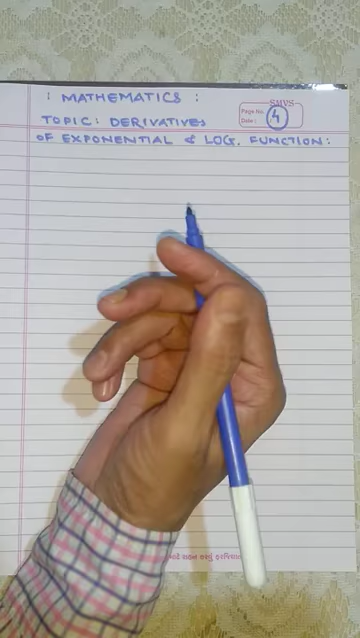 : MATHEMATICS :
SMVS
Page No. 4
TOPIC: DERIVATIVES
Date :
OF EXPONENTIAL & LOG. FUNCTION: